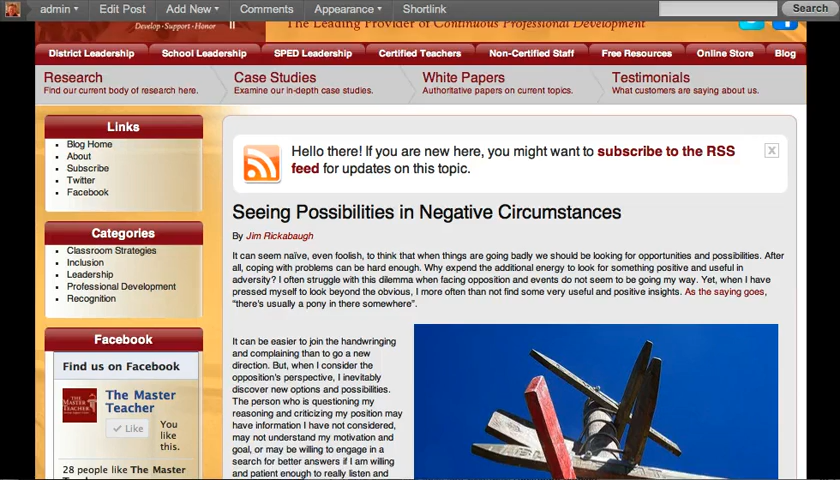 admin Edit Post Add New Comments Appearance Shortlink Search
Develop·Support·Honor
The Leading Provider of Continuous Professional Development
District Leadership School Leadership SPED Leadership Certified Teachers Non-Certified Staff Free Resources Online Store Blog
Research Case Studies White Papers Testimonials
Find our current body of research here. Examine our in-depth case studies. Authoritative papers on current topics. What customers are saying about us.
Links
Blog Home
About
Subscribe
Twitter
Facebook
Categories
Classroom Strategies
Inclusion
Leadership
Professional Development
Recognition
Facebook
Find us on Facebook
The Master
Teacher
Like
You
like
this.
28 people like The Master
Hello there! If you are new here, you might want to subscribe to the RSS
feed for updates on this topic.
x
Seeing Possibilities in Negative Circumstances
By Jim Rickabaugh
It can seem naïve, even foolish, to think that when things are going badly we should be looking for opportunities and possibilities. After
all, coping with problems can be hard enough. Why expend the additional energy to look for something positive and useful in
adversity? I often struggle with this dilemma when facing opposition and events do not seem to be going my way. Yet, when I have
pressed myself to look beyond the obvious, I more often than not find some very useful and positive insights. As the saying goes,
"there's usually a pony in there somewhere".
It can be easier to join the handwringing
and complaining than to go a new
direction. But, when I consider the
opposition's perspective, I inevitably
discover new options and possibilities.
The person who is questioning my
reasoning and criticizing my position may
have information I have not considered,
may not understand my motivation and
goal, or may be willing to engage in a
search for better answers if I am willing
and patient enough to really listen and